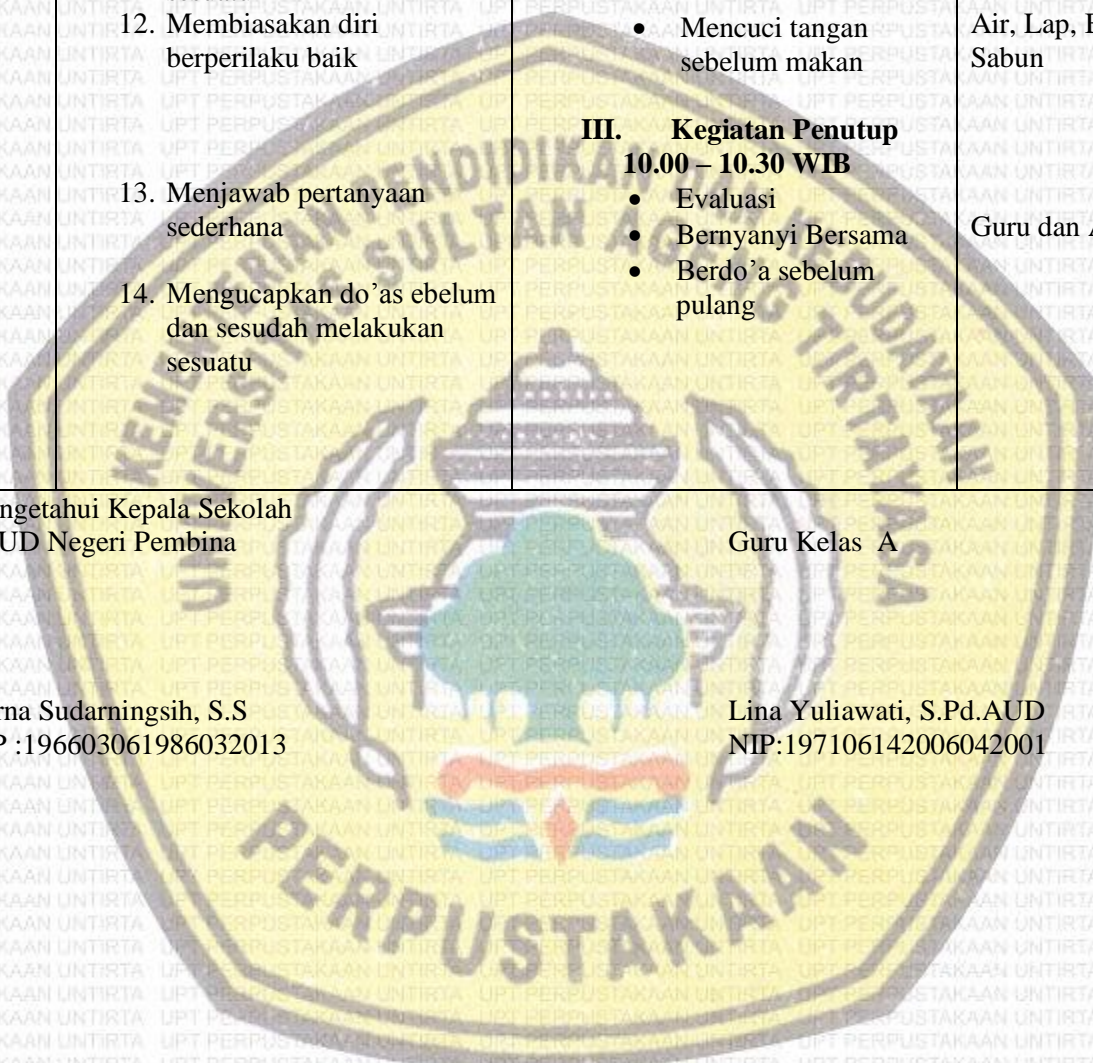 12. Membiasakan diri
berperilaku baik
• Mencuci tangan
sebelum makan
Air, Lap,
Sabun
III. Kegiatan Penutup
10.00 – 10.30 WIB
13. Menjawab pertanyaan
sederhana
• Evaluasi
• Bernyanyi Bersama
• Berdo’a sebelum
pulang
Guru dan
14. Mengucapkan do’as ebelum
dan sesudah melakukan
sesuatu
ngetahui Kepala Sekolah
UD Negeri Pembina
Guru Kelas A
rna Sudarningsih, S.S
P :196603061986032013
Lina Yuliawati, S.Pd.AUD
NIP:197106142006042001
KEMENTERIAN PENDIDIKAN DAN KEBUDAYAAN
UNIVERSITAS SULTAN AGENG TIRTAYASA
PERPUSTAKAAN
UPT PERPUSTAKAAN UNTIRTA